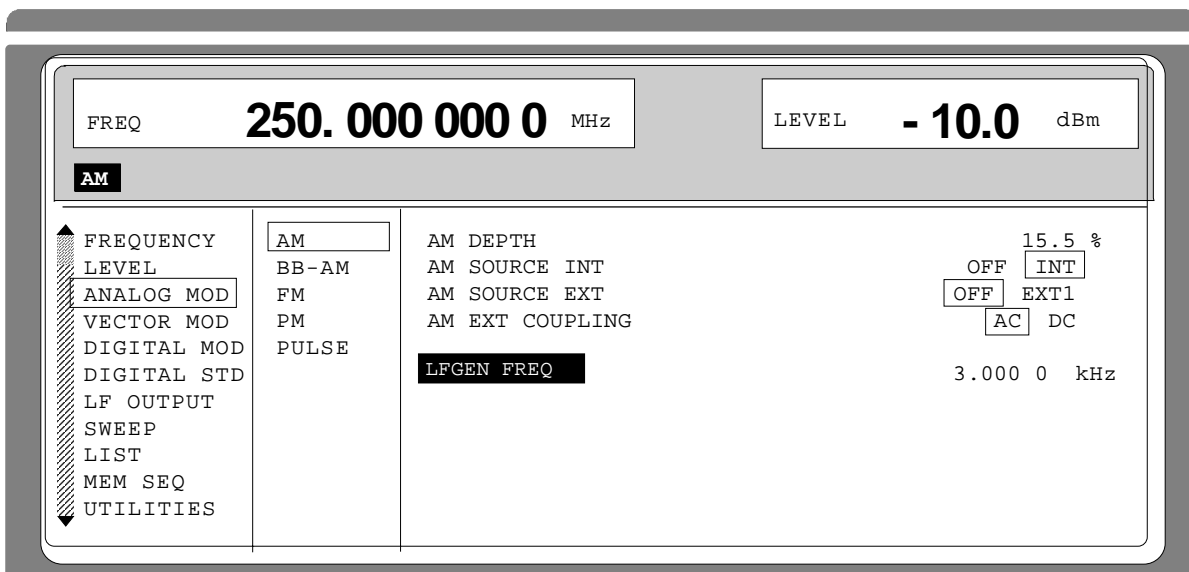 FREQ 250. 000 000 0 MHz LEVEL - 10.0 dBm
AM
FREQUENCY
LEVEL
ANALOG MOD
VECTOR MOD
DIGITAL MOD
DIGITAL STD
LF OUTPUT
SWEEP
LIST
MEM SEQ
UTILITIES
AM
BB-AM
FM
PM
PULSE
AM DEPTH 15.5 %
AM SOURCE INT OFF INT
AM SOURCE EXT OFF EXT1
AM EXT COUPLING AC DC
LFGEN FREQ 3.000 0 kHz